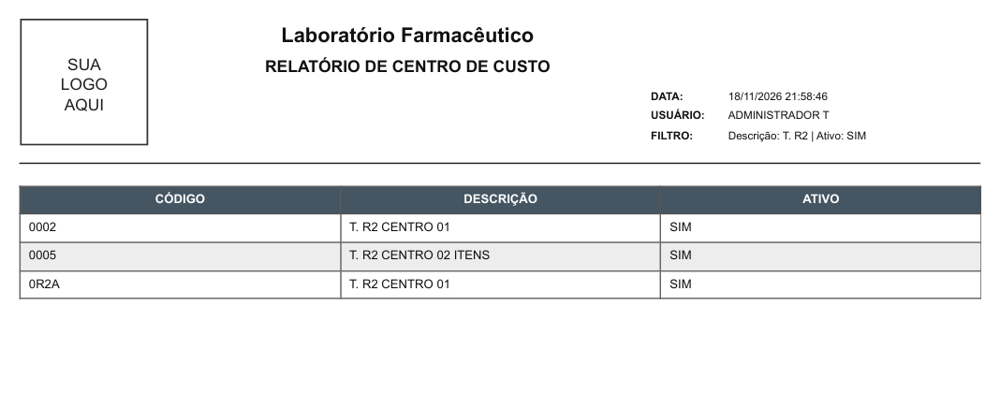 SUA
LOGO
AQUI
Laboratório Farmacêutico
RELATÓRIO DE CENTRO DE CUSTO
DATA: 18/11/2026 21:58:46
USUÁRIO: ADMINISTRADOR T
FILTRO: Descrição: T. R2 | Ativo: SIM
CÓDIGO DESCRIÇÃO ATIVO
0002 T. R2 CENTRO 01 SIM
0005 T. R2 CENTRO 02 ITENS SIM
0R2A T. R2 CENTRO 01 SIM